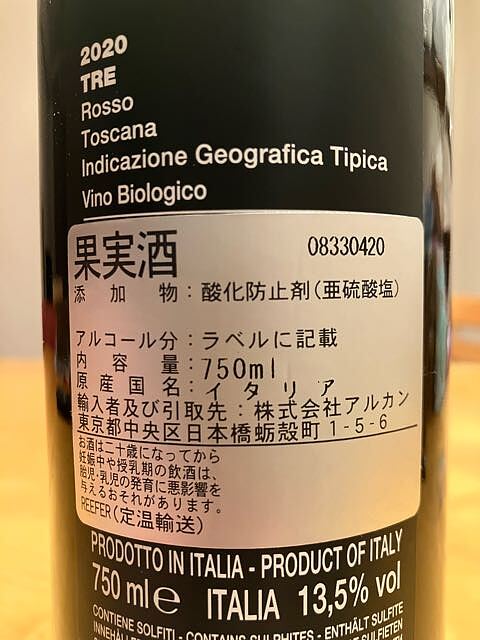 2020
TRE
Rosso
Toscana
Indicazione Geografica Tipica
Vino Biologico
果実酒 08330420
添加物：酸化防止剤(亜硫酸塩)
アルコール分：ラベルに記載
内容量：750ml
原産国名：イタリア
輸入者及び引取先：株式会社アルカン
東京都中央区日本橋蛎殻町1-5-6
お酒は二十歳になってから
妊娠中や授乳期の飲酒は、
胎児・乳児の発育に悪影響を
与えるおそれがあります。
REEFER(定温輸送)
PRODOTTO IN ITALIA - PRODUCT OF ITALY
750 ml e ITALIA 13,5% vol
CONTIENE SOLFITI - CONTAINS SULPHITES - ENTHÄLT SULFITE